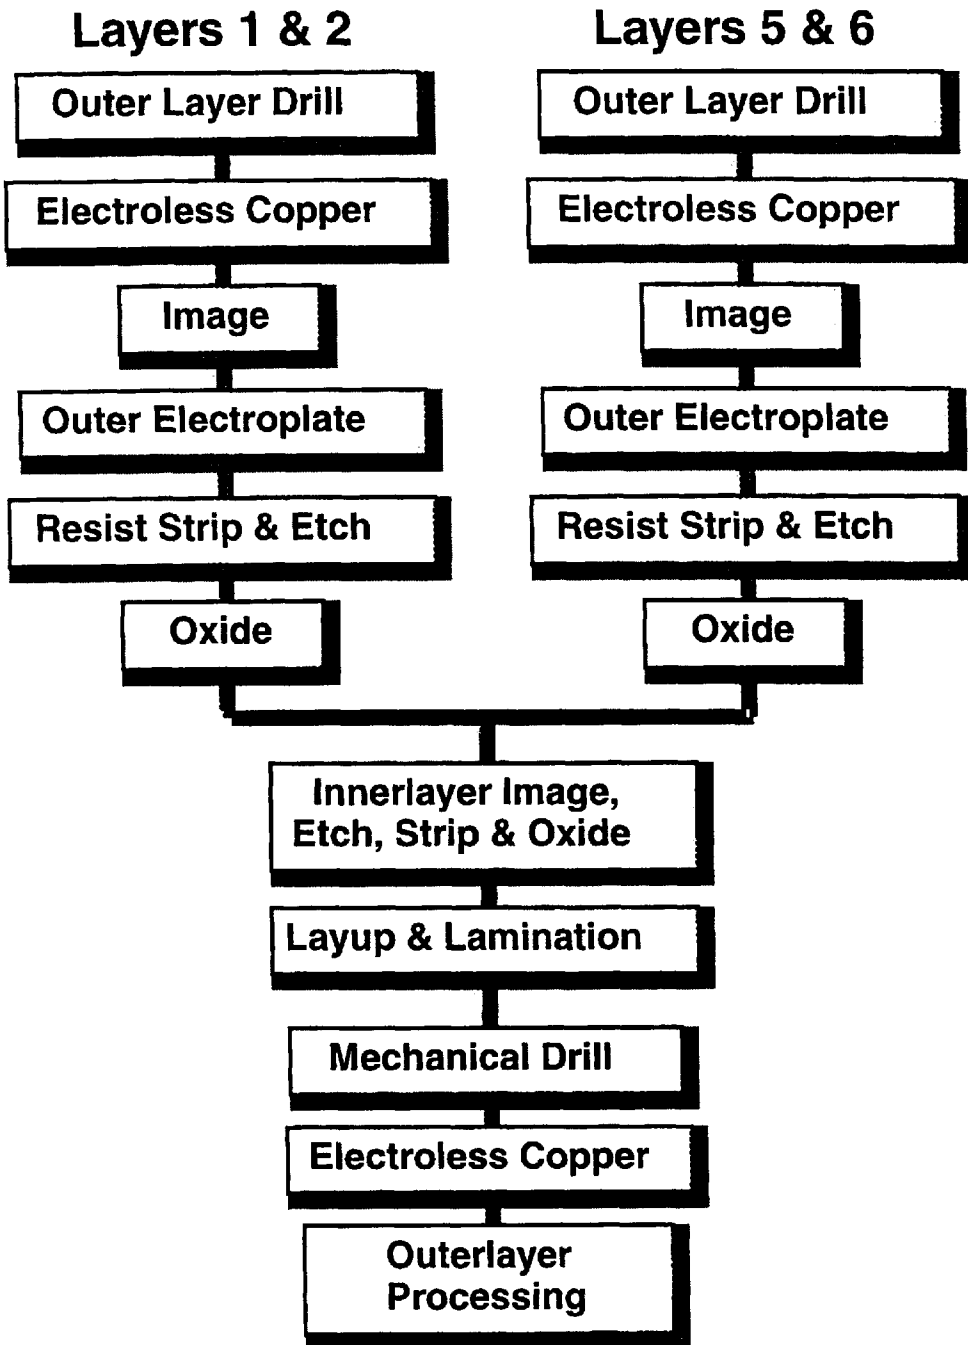 Layers 1 & 2
Outer Layer Drill
Electroless Copper
Image
Outer Electroplate
Resist Strip & Etch
Oxide
Layers 5 & 6
Outer Layer Drill
Electroless Copper
Image
Outer Electroplate
Resist Strip & Etch
Oxide
Innerlayer Image,
Etch, Strip & Oxide
Layup & Lamination
Mechanical Drill
Electroless Copper
Outerlayer
Processing